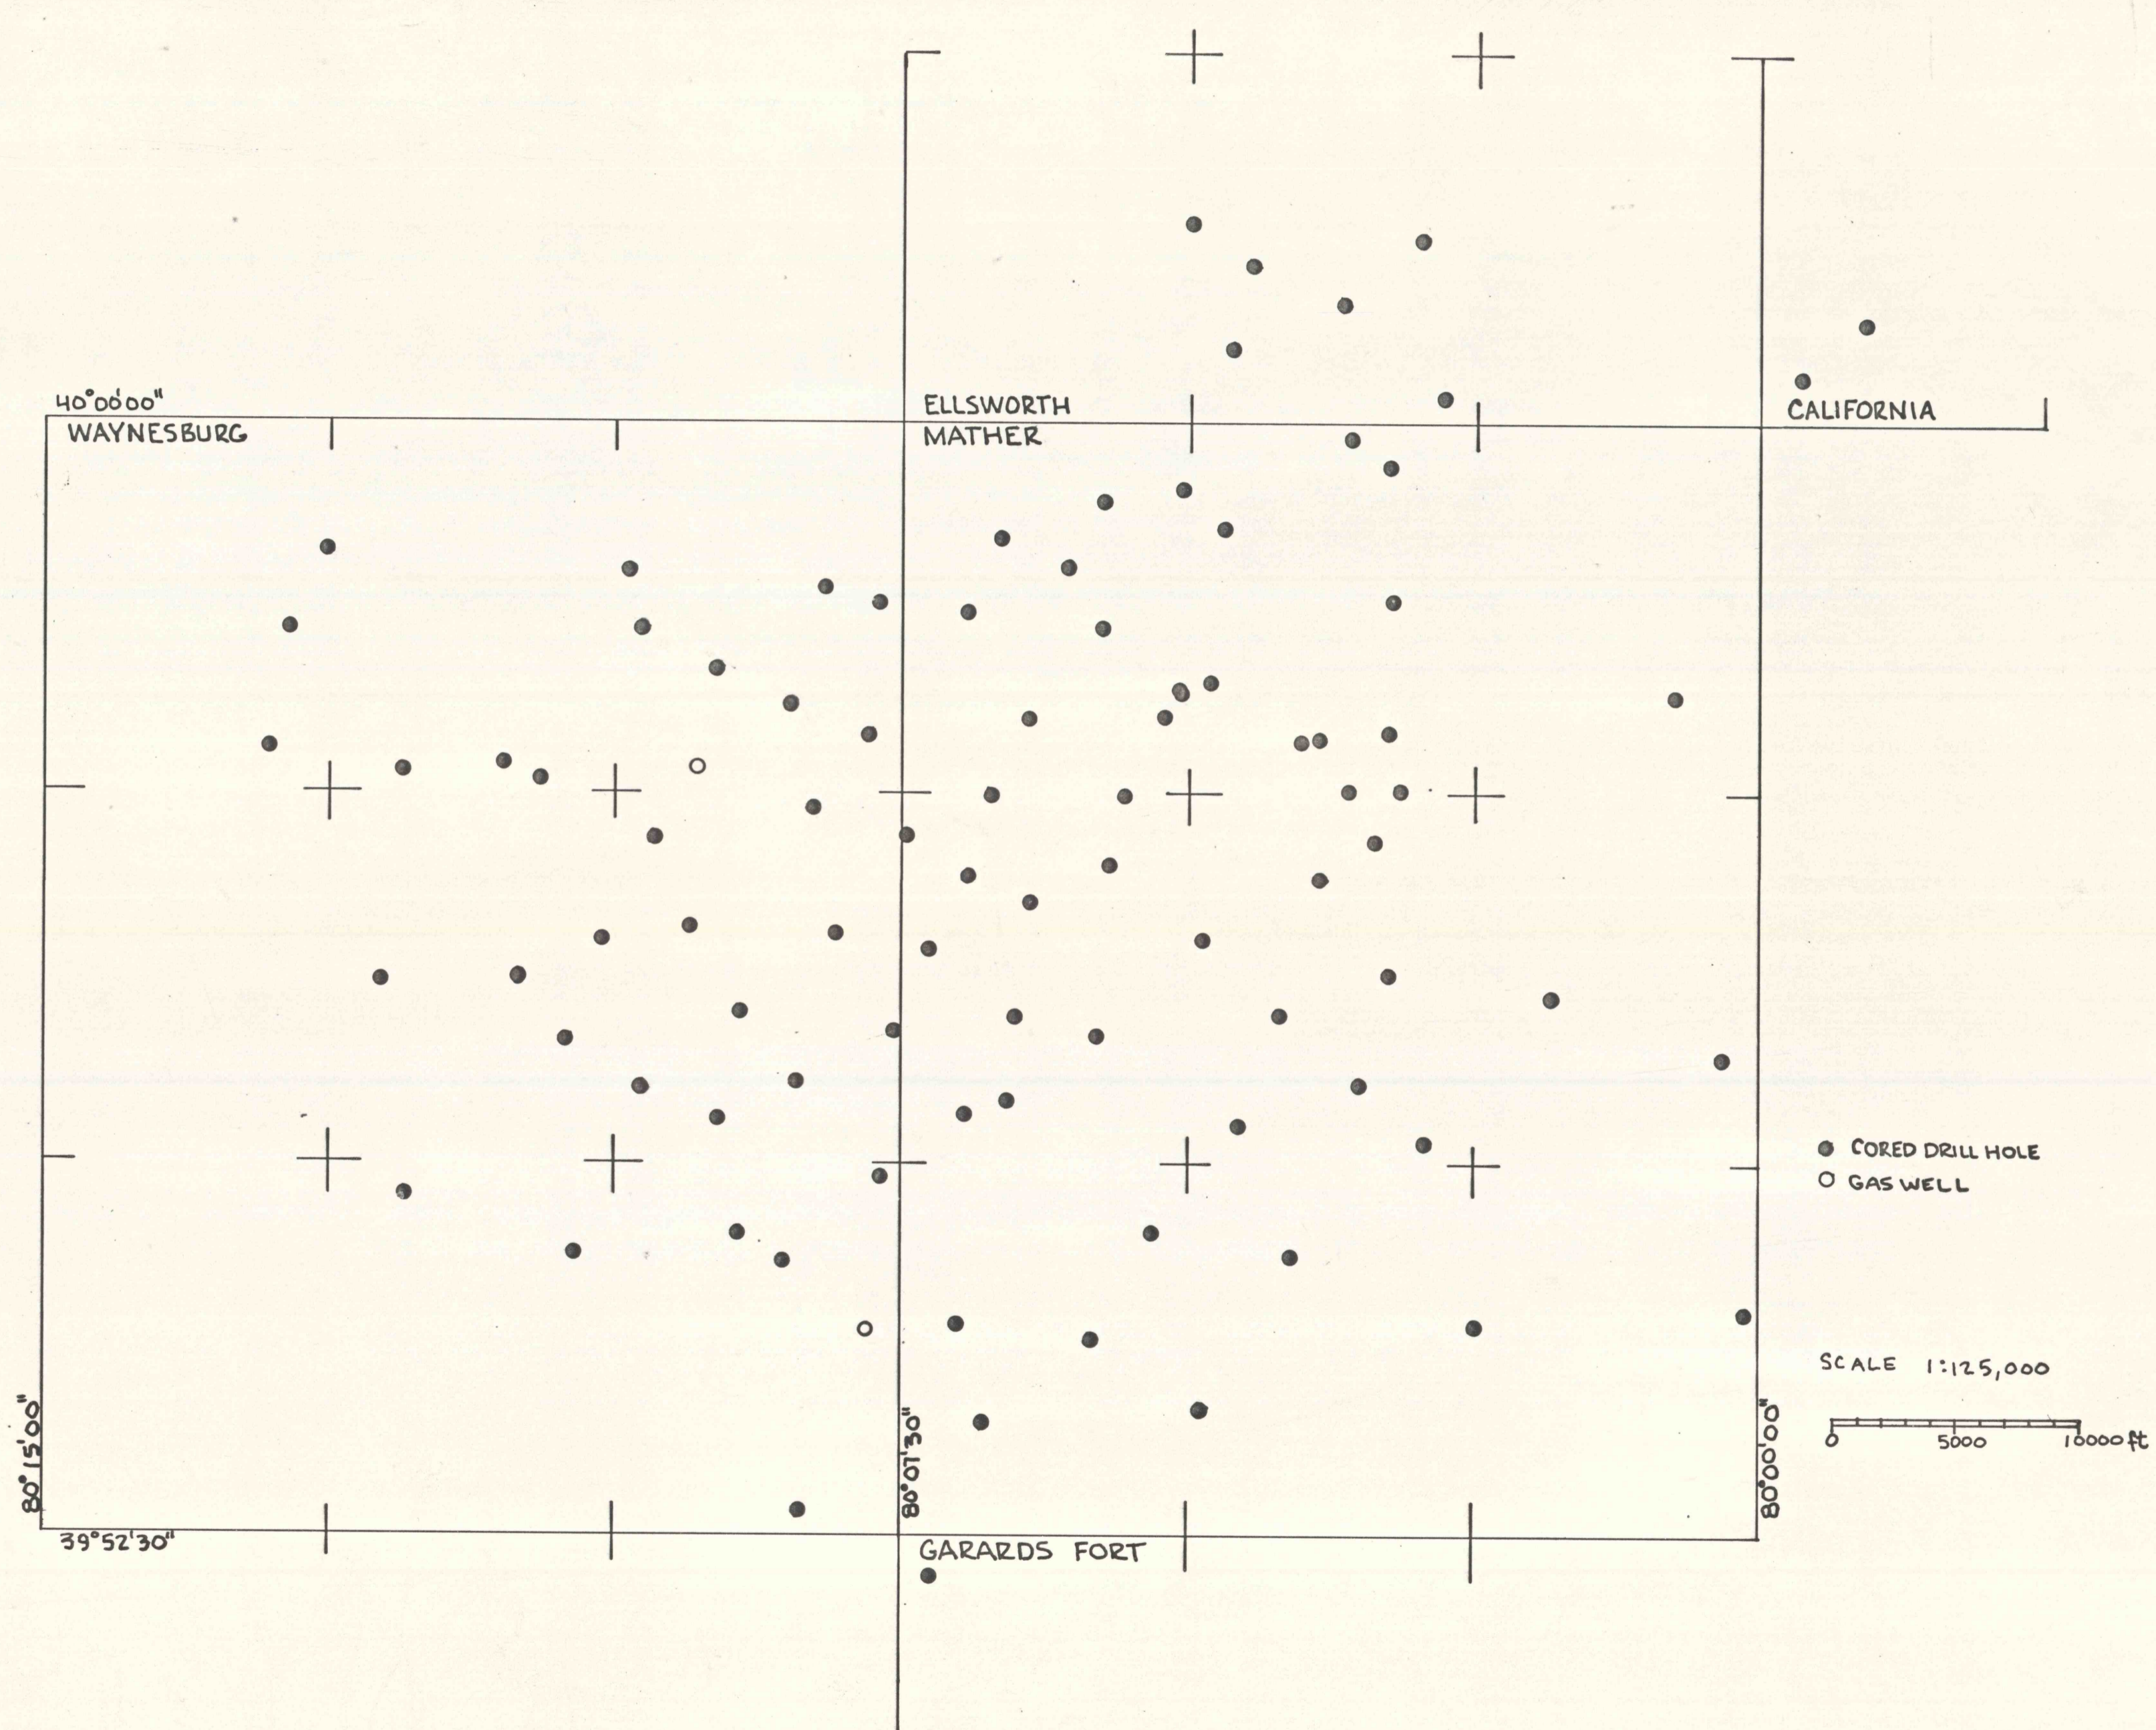 40°00'00"
ELLSWORTH
CALIFORNIA
WAYNESBURG
MATHER
CORED DRILL HOLE
GAS WELL
SCALE 1:125,000
0 5000 10000 ft
80°15'00"
80°07'30"
80°00'00"
39°52'30"
GARARDS FORT